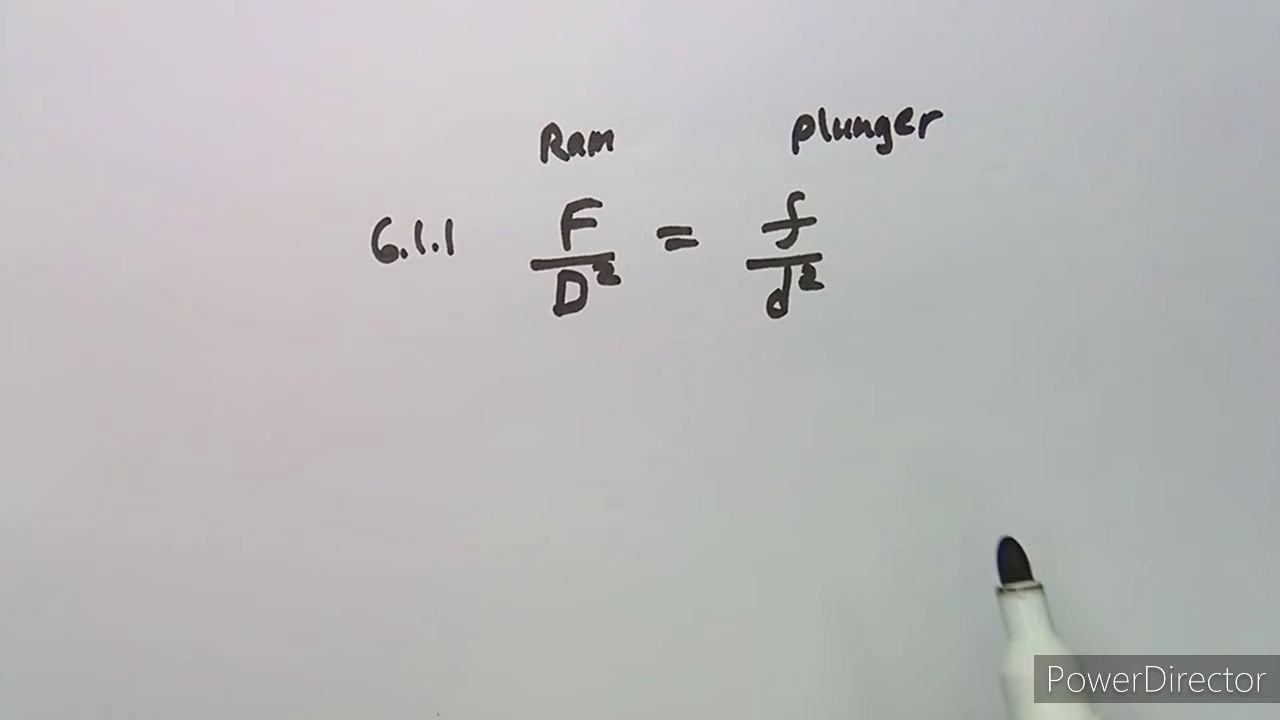 Ram plunger
6.1.1 F/D² = f/d²
PowerDirector